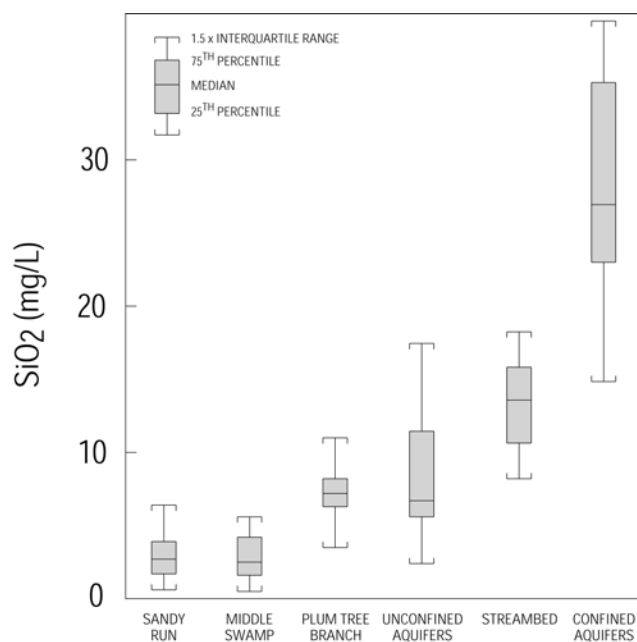 1.5 x INTERQUARTILE RANGE
75TH PERCENTILE
MEDIAN
25TH PERCENTILE
SiO2 (mg/L)
30
20
10
0
SANDY RUN
MIDDLE SWAMP
PLUM TREE BRANCH
UNCONFINED AQUIFERS
STREAMBED
CONFINED AQUIFERS